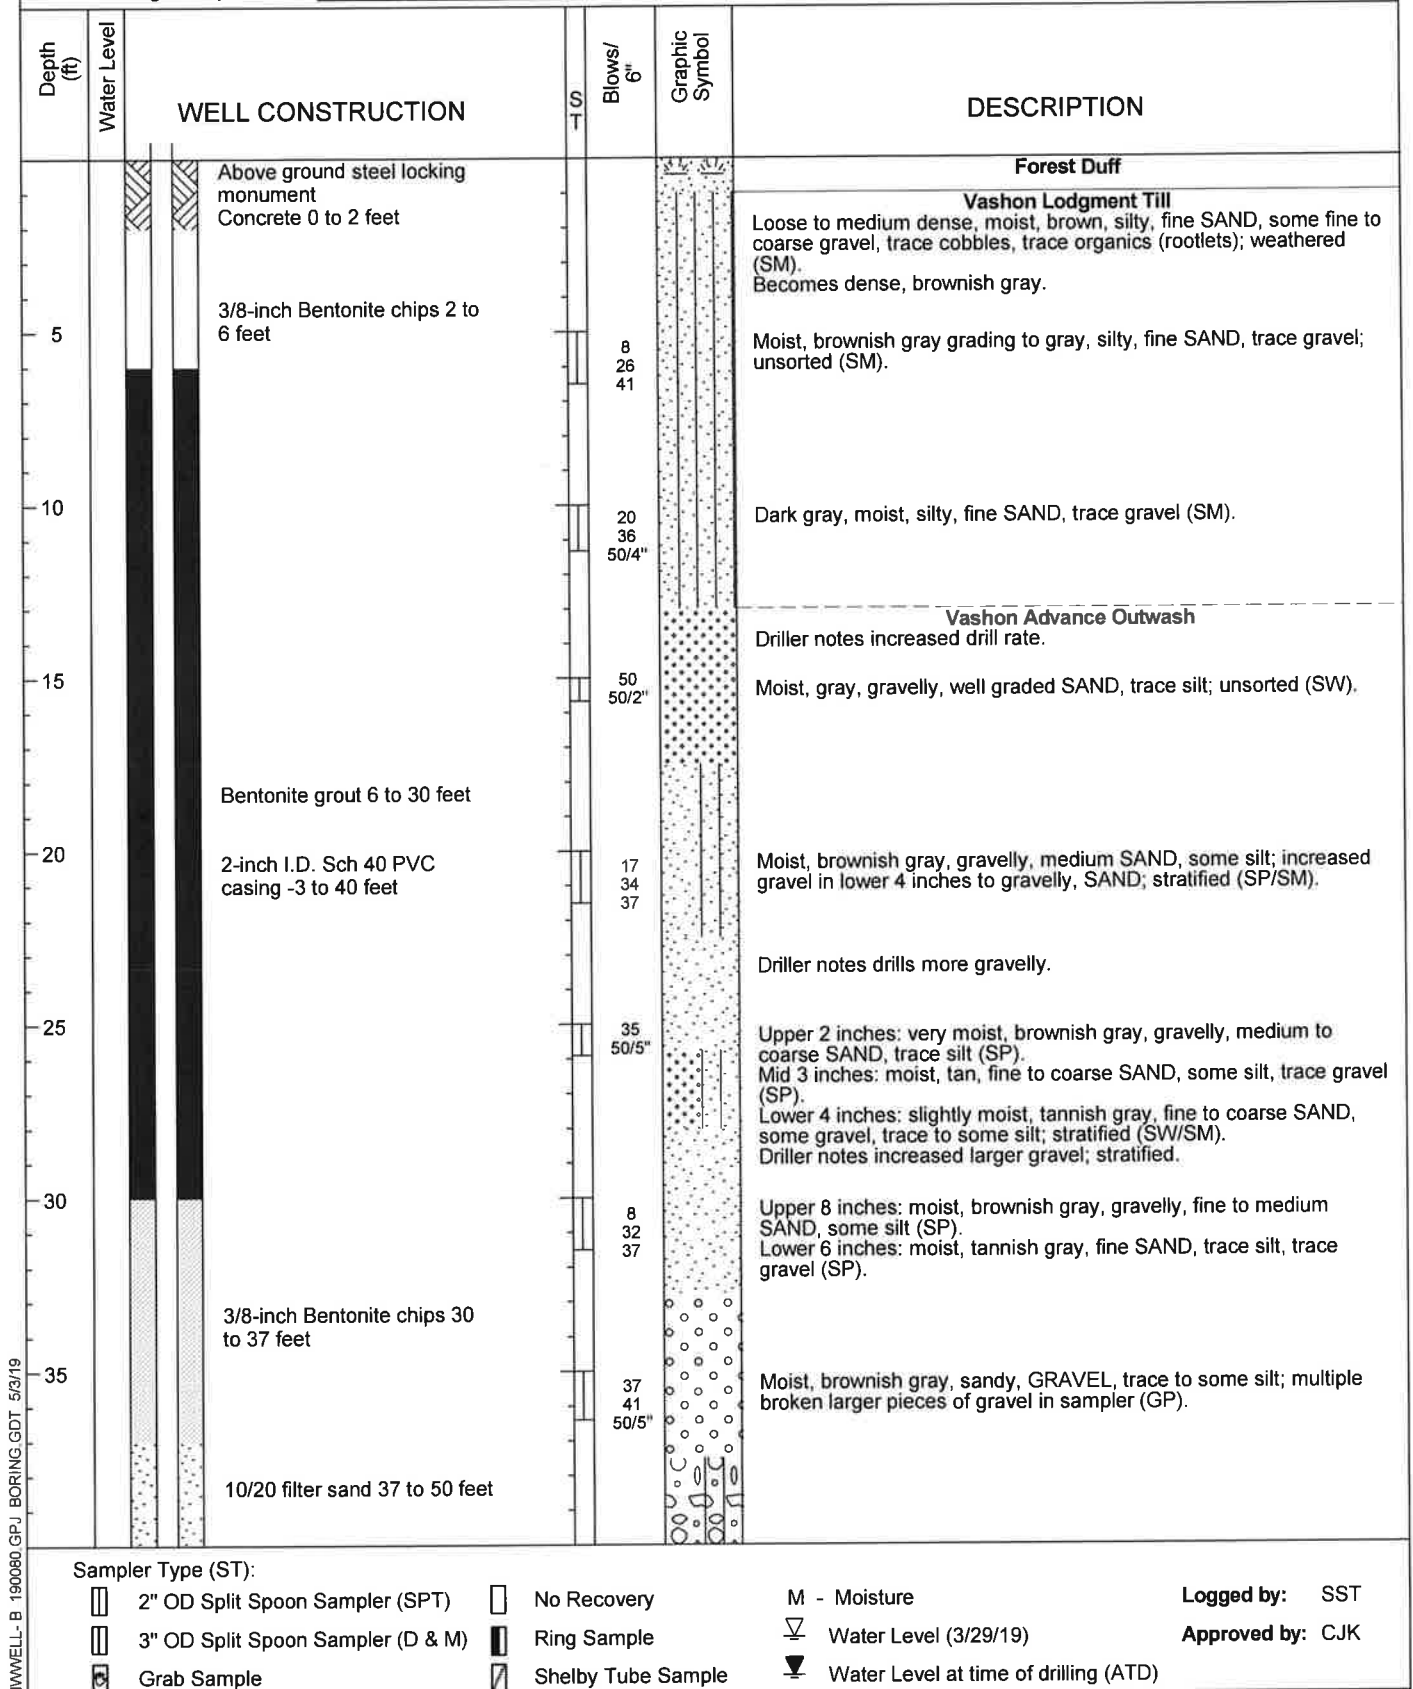 Depth
(ft)
Water Level
WELL CONSTRUCTION
S
T
Blows/
6"
Graphic
Symbol
DESCRIPTION
Above ground steel locking
monument
Concrete 0 to 2 feet
Forest Duff
Vashon Lodgment Till
Loose to medium dense, moist, brown, silty, fine SAND, some fine to
coarse gravel, trace cobbles, trace organics (rootlets); weathered
(SM).
Becomes dense, brownish gray.
3/8-inch Bentonite chips 2 to
6 feet
5
8
26
41
Moist, brownish gray grading to gray, silty, fine SAND, trace gravel;
unsorted (SM).
10
20
36
50/4"
Dark gray, moist, silty, fine SAND, trace gravel (SM).
Vashon Advance Outwash
Driller notes increased drill rate.
15
50
50/2"
Moist, gray, gravelly, well graded SAND, trace silt; unsorted (SW).
Bentonite grout 6 to 30 feet
20
2-inch I.D. Sch 40 PVC
casing -3 to 40 feet
17
34
37
Moist, brownish gray, gravelly, medium SAND, some silt; increased
gravel in lower 4 inches to gravelly, SAND; stratified (SP/SM).
Driller notes drills more gravelly.
25
35
50/5"
Upper 2 inches: very moist, brownish gray, gravelly, medium to
coarse SAND, trace silt (SP).
Mid 3 inches: moist, tan, fine to coarse SAND, some silt, trace gravel
(SP).
Lower 4 inches: slightly moist, tannish gray, fine to coarse SAND,
some gravel, trace to some silt; stratified (SW/SM).
Driller notes increased larger gravel; stratified.
30
8
32
37
Upper 8 inches: moist, brownish gray, gravelly, fine to medium
SAND, some silt (SP).
Lower 6 inches: moist, tannish gray, fine SAND, trace silt, trace
gravel (SP).
3/8-inch Bentonite chips 30
to 37 feet
35
37
41
50/5"
Moist, brownish gray, sandy, GRAVEL, trace to some silt; multiple
broken larger pieces of gravel in sampler (GP).
10/20 filter sand 37 to 50 feet
190080.GPJ BORING.GDT 5/3/19
Sampler Type (ST):
2" OD Split Spoon Sampler (SPT)
3" OD Split Spoon Sampler (D & M)
Grab Sample
No Recovery
Ring Sample
Shelby Tube Sample
M - Moisture
Water Level (3/29/19)
Water Level at time of drilling (ATD)
Logged by: SST
Approved by: CJK